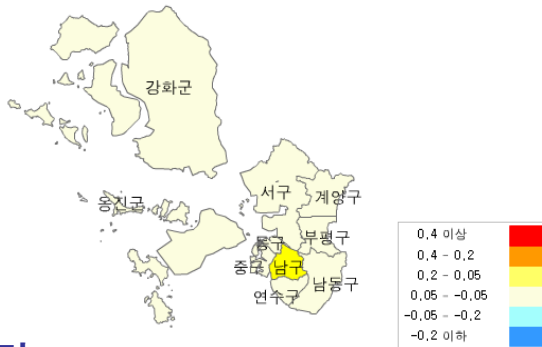 강화군
서구
계양구
옹진군
동구
부평구
중구
남구
남동구
연수구
0.4 이상
0.4 - 0.2
0.2 - 0.05
0.05 - -0.05
-0.05 - -0.2
-0.2 이하